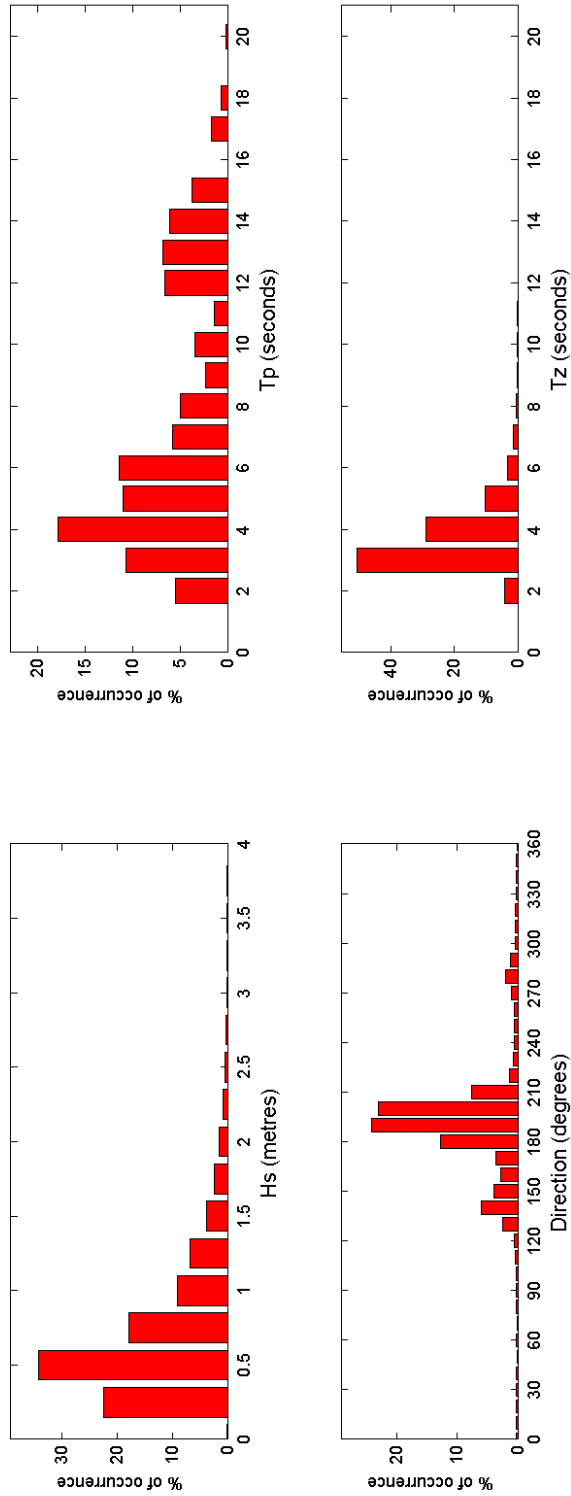 % of occurrence
30
20
10
0
0 0.5 1 1.5 2 2.5 3 3.5 4
Hs (metres)
% of occurrence
20
15
10
5
0
0 2 4 6 8 10 12 14 16 18 20
Tp (seconds)
% of occurrence
20
10
0
0 30 60 90 120 150 180 210 240 270 300 330 360
Direction (degrees)
% of occurrence
40
20
0
0 2 4 6 8 10 12 14 16 18 20
Tz (seconds)